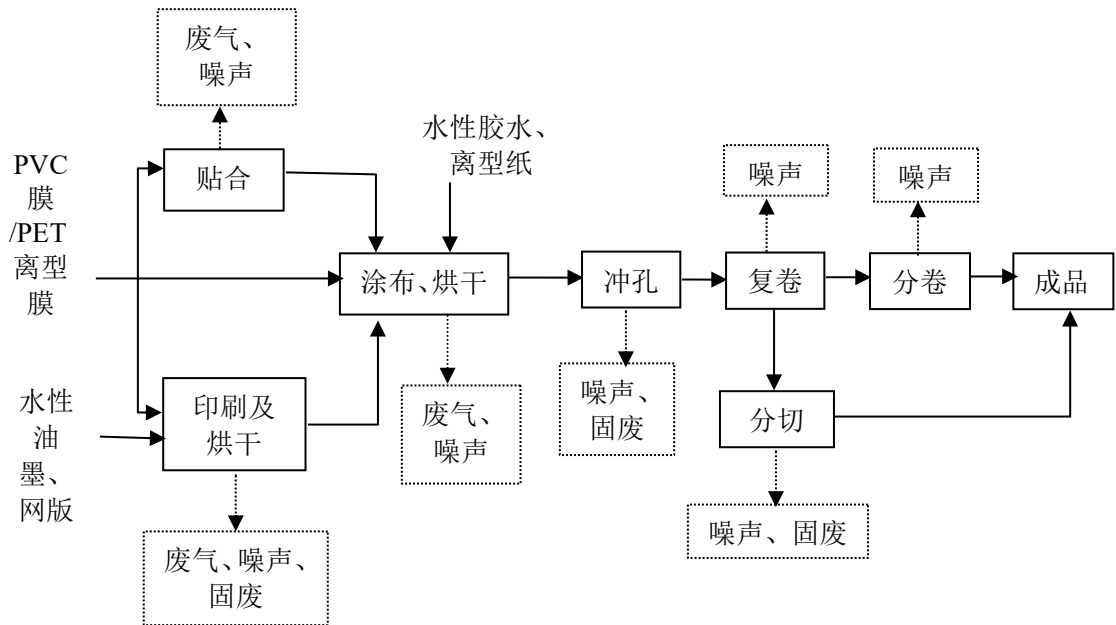 废气、
噪声
水性胶水、
离型纸
PVC
膜
/PET
离型
膜
贴合
噪声
噪声
涂布、烘干
冲孔
复卷
分卷
成品
水性
油
墨、
网版
印刷及
烘干
废气、
噪声
噪声、
固废
分切
废气、噪声、
固废
噪声、固废